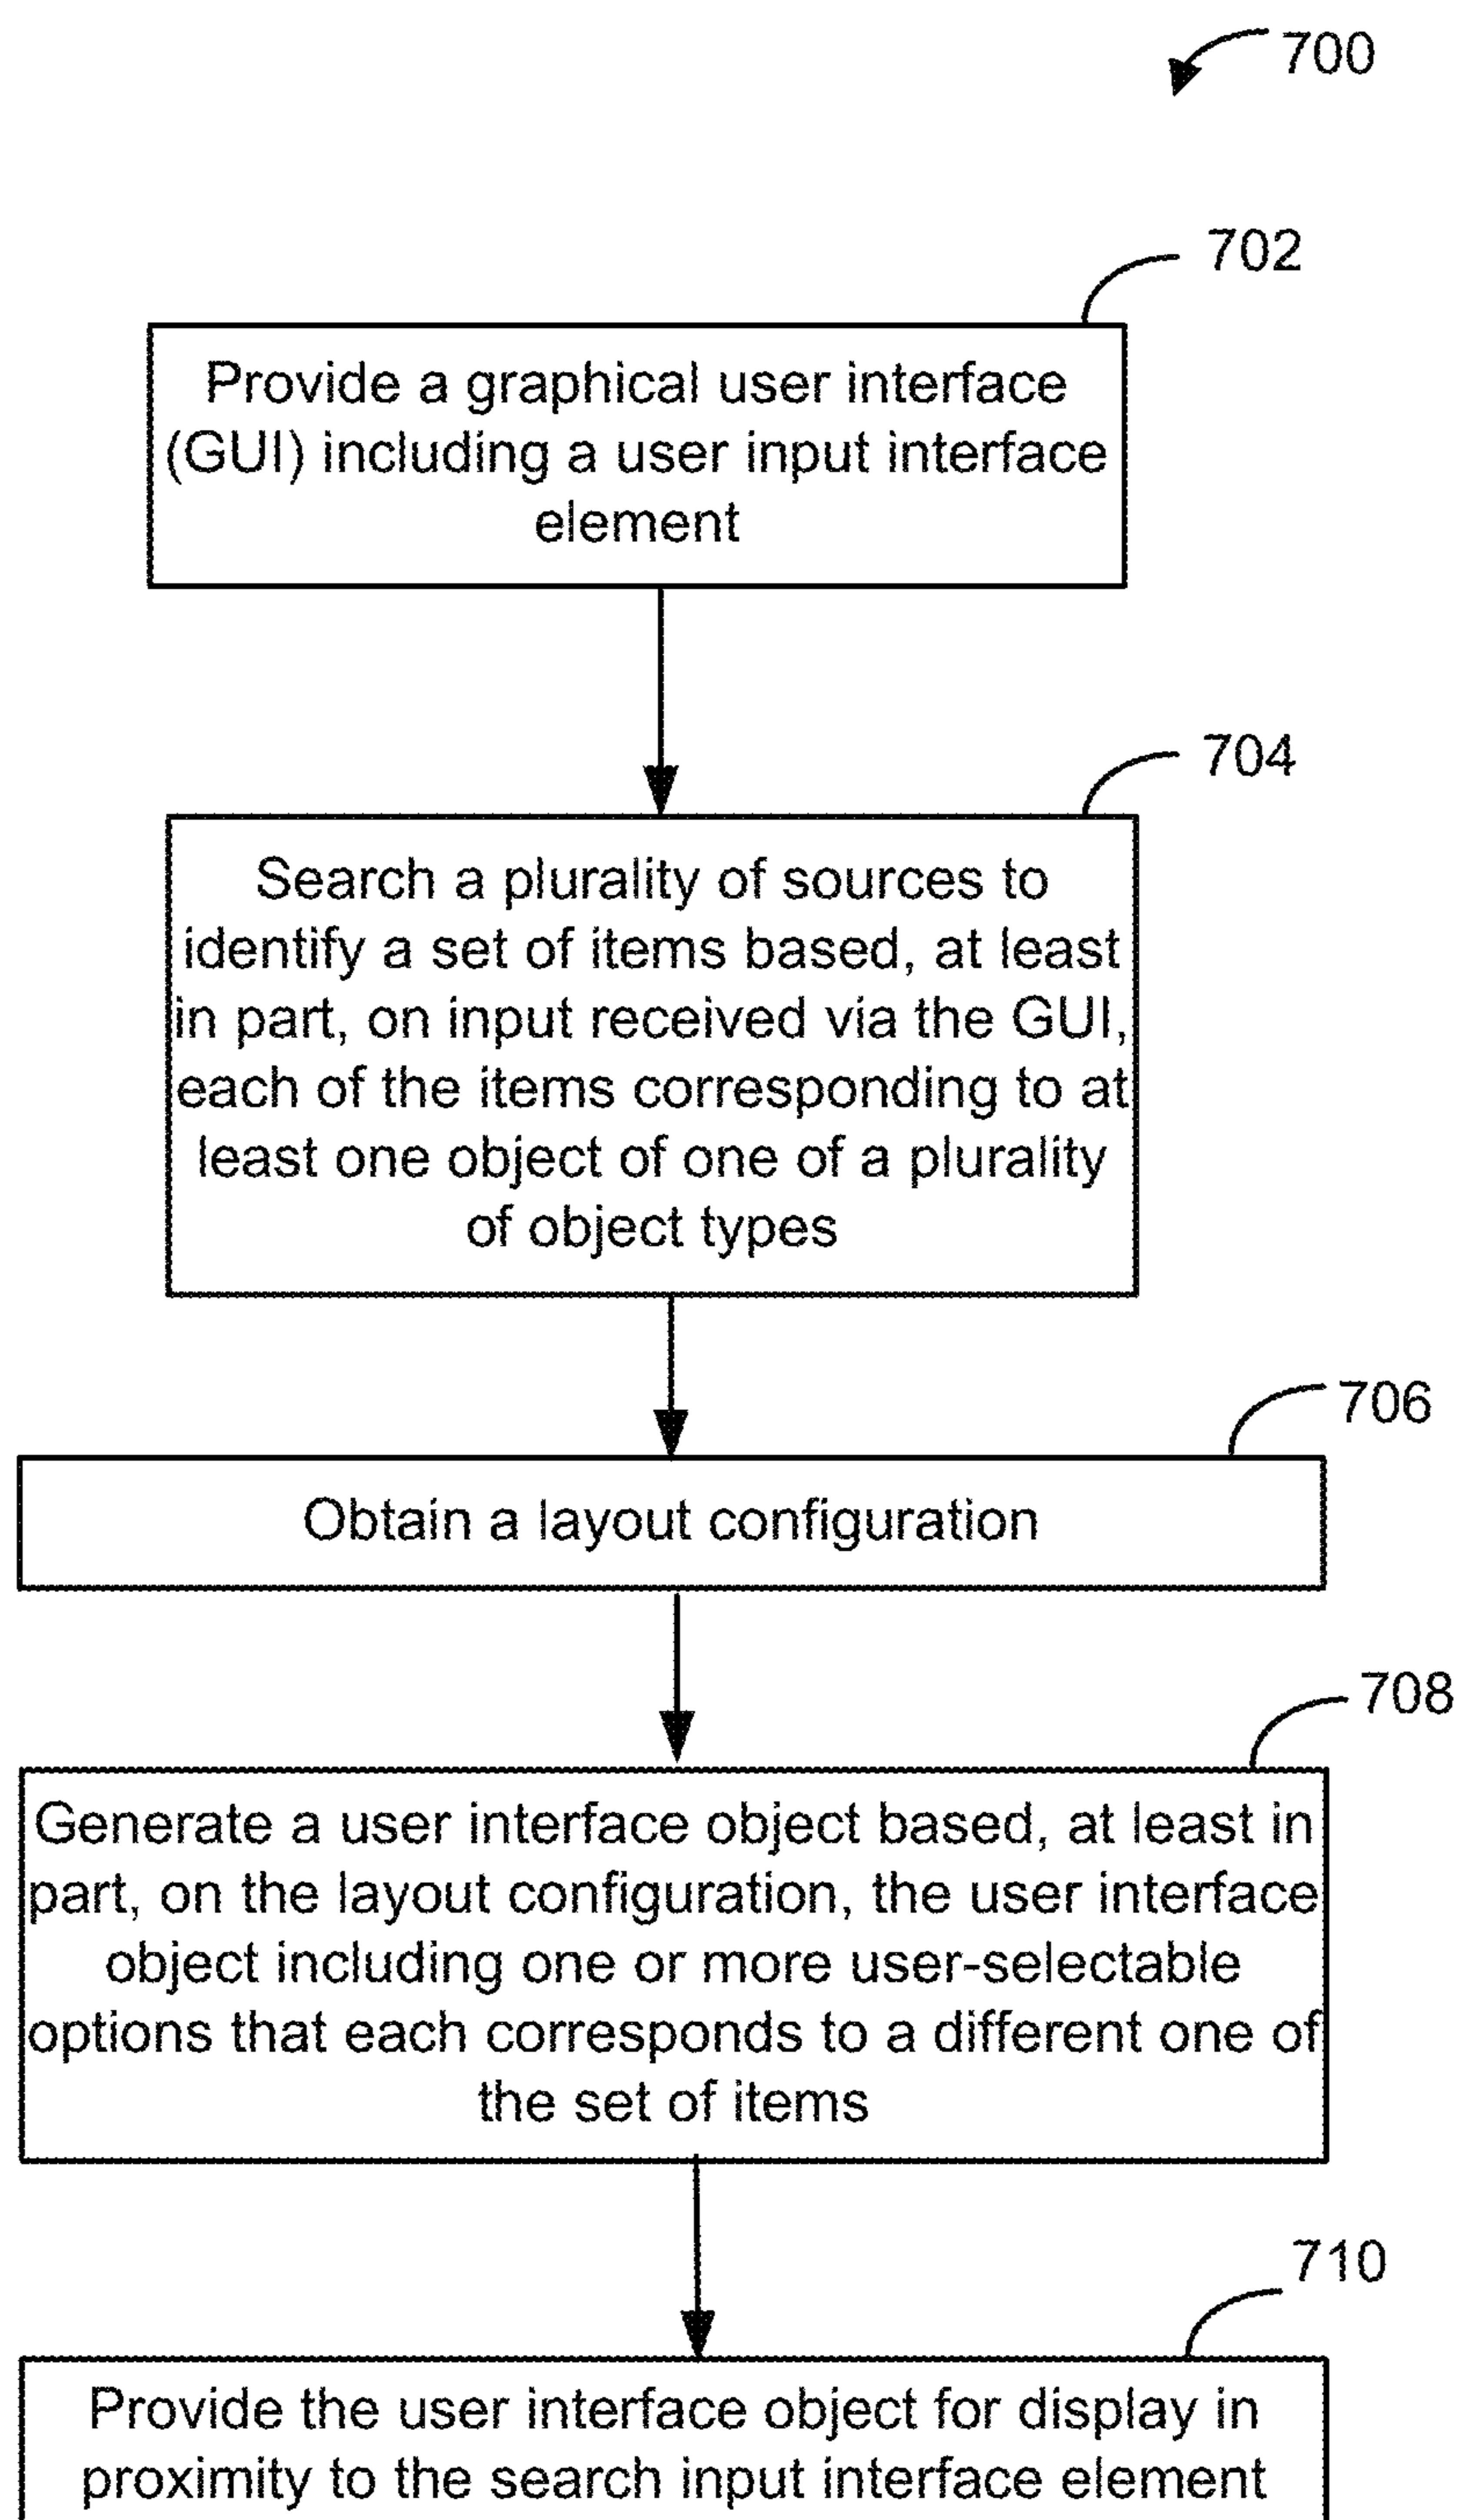 700
702
Provide a graphical user interface
(GUI) including a user input interface
element
704
Search a plurality of sources to
identify a set of items based, at least
in part, on input received via the GUI,
each of the items corresponding to at
least one object of one of a plurality
of object types
706
Obtain a layout configuration
708
Generate a user interface object based, at least in
part, on the layout configuration, the user interface
object including one or more user-selectable
options that each corresponds to a different one of
the set of items
710
Provide the user interface object for display in
proximity to the search input interface element